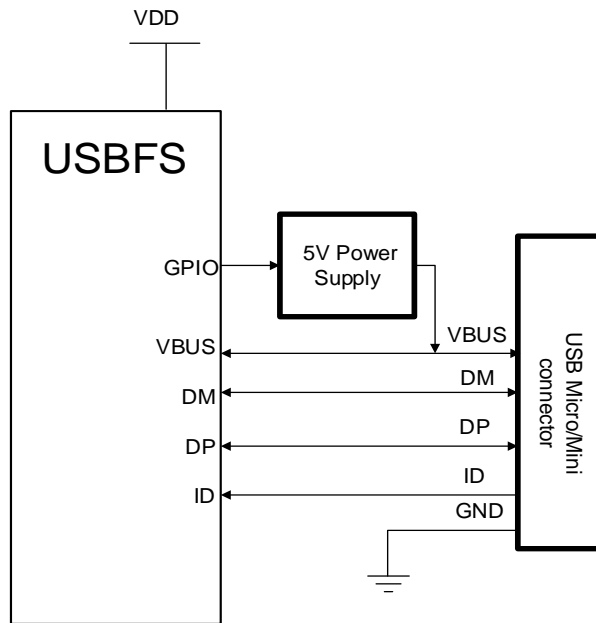 VDD
USBFS
GPIO
5V Power
Supply
VBUS
VBUS
DM
DM
DP
DP
ID
ID
GND
USB Micro/Mini
connector